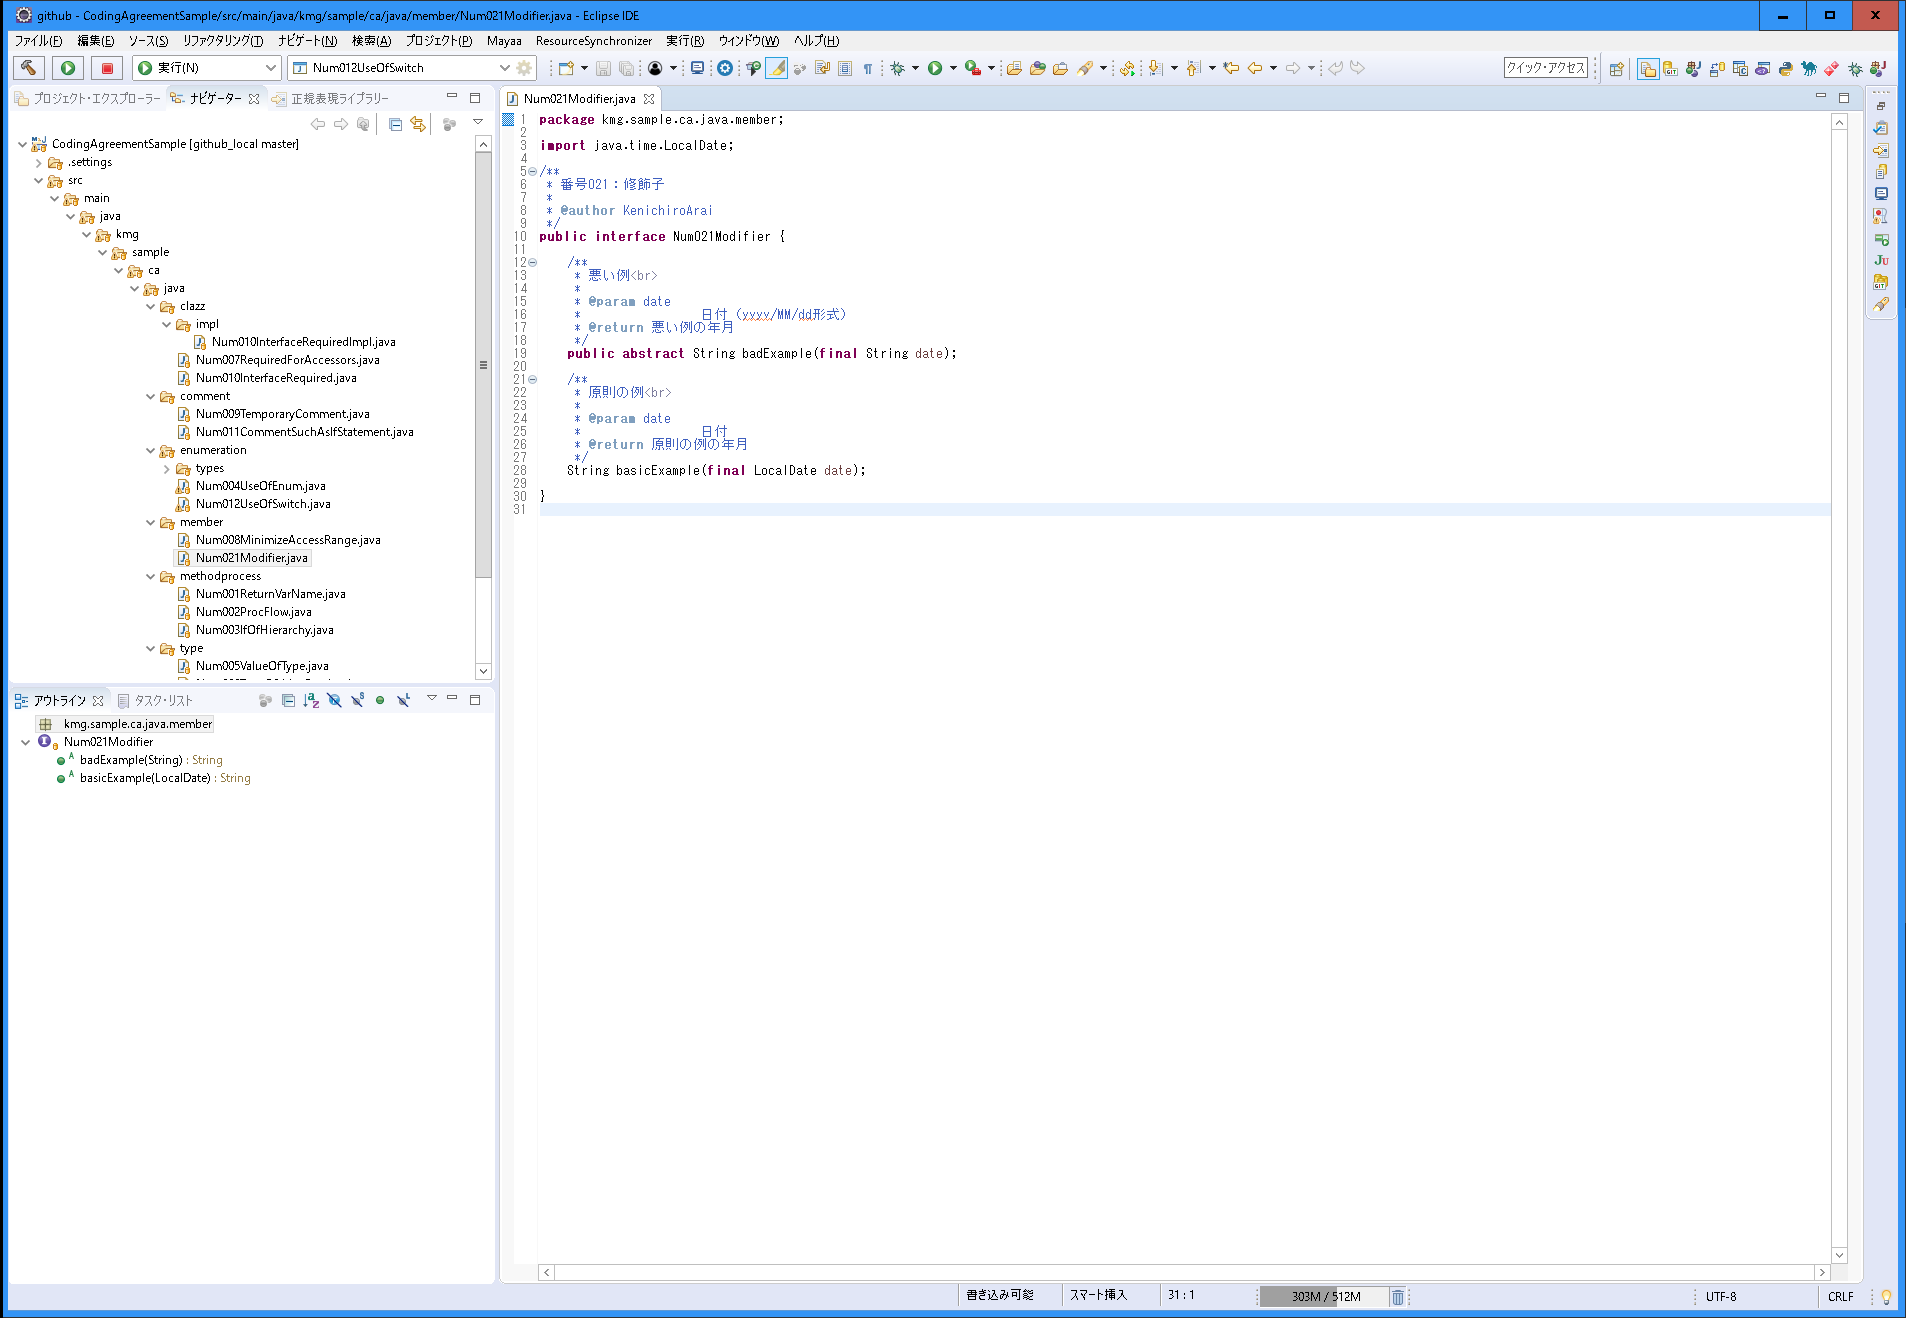 github - CodingAgreementSample/src/main/java/kmg/sample/ca/java/member/Num021Modifier.java - Eclipse IDE
ファイル(F) 編集(E) ソース(S) リファクタリング(T) ナビゲート(N) 検索(A) プロジェクト(P) Mayaa ResourceSynchronizer 実行(R) ウィンドウ(W) ヘルプ(H)
実行(N) Num012UseOfSwitch クイック・アクセス
プロジェクト・エクスプローラー ナビゲーター 正規表現ライブラリー
CodingAgreementSample [github_local master]
.settings
src
main
java
kmg
sample
ca
java
clazz
impl
Num010InterfaceRequiredImpl.java
Num007RequiredForAccessors.java
Num010InterfaceRequired.java
comment
Num009TemporaryComment.java
Num011CommentSuchAsIfStatement.java
enumeration
types
Num004UseOfEnum.java
Num012UseOfSwitch.java
member
Num008MinimizeAccessRange.java
Num021Modifier.java
methodprocess
Num001ReturnVarName.java
Num002ProcFlow.java
Num003IfOfHierarchy.java
type
Num005ValueOfType.java
アウトライン タスク・リスト
kmg.sample.ca.java.member
Num021Modifier
badExample(String) : String
basicExample(LocalDate) : String
Num021Modifier.java
1 package kmg.sample.ca.java.member;
2
3 import java.time.LocalDate;
4
5 /**
6 * 番号021：修飾子
7 *
8 * @author KenichiroArai
9 */
10 public interface Num021Modifier {
11
12 /**
13 * 悪い例<br>
14 *
15 * @param date
16 * 日付（yyyy/MM/dd形式）
17 * @return 悪い例の年月
18 */
19 public abstract String badExample(final String date);
20
21 /**
22 * 原則の例<br>
23 *
24 * @param date
25 * 日付
26 * @return 原則の例の年月
27 */
28 String basicExample(final LocalDate date);
29
30 }
31
書き込み可能 スマート挿入 31 : 1 303M / 512M UTF-8 CRLF